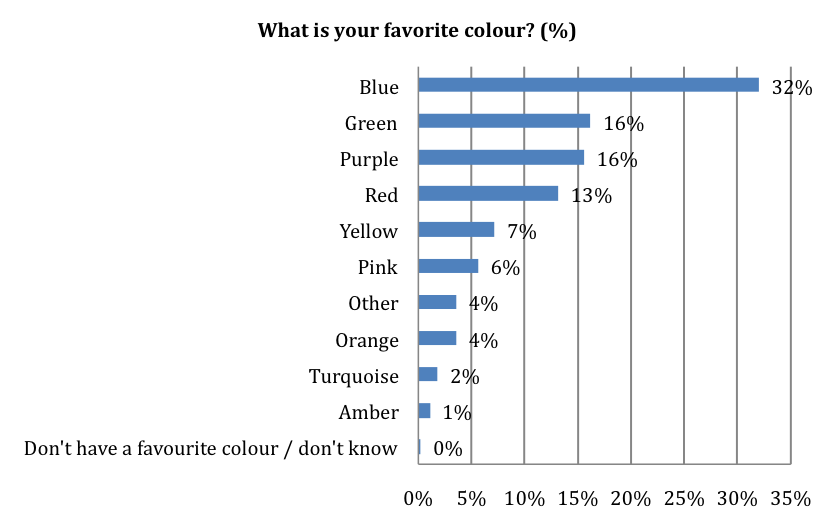 What is your favorite colour? (%)
Blue 32%
Green 16%
Purple 16%
Red 13%
Yellow 7%
Pink 6%
Other 4%
Orange 4%
Turquoise 2%
Amber 1%
Don't have a favourite colour / don't know 0%
0% 5% 10% 15% 20% 25% 30% 35%